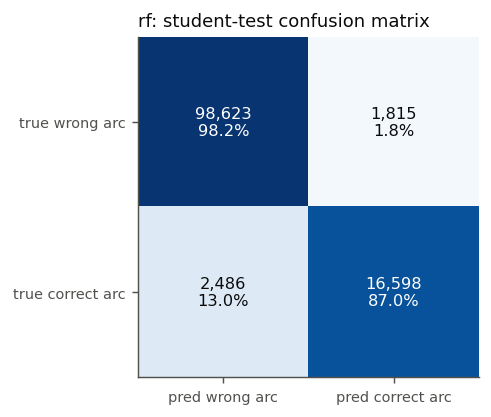 rf: student-test confusion matrix
true wrong arc
98,623
98.2%
1,815
1.8%
true correct arc
2,486
13.0%
16,598
87.0%
pred wrong arc
pred correct arc